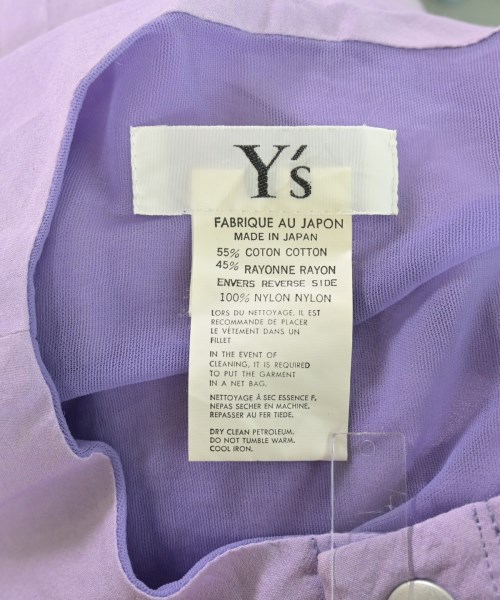 Y's
FABRIQUE AU JAPON
MADE IN JAPAN
55% COTON COTTON
45% RAYONNE RAYON
ENVERS REVERSE SIDE
100% NYLON NYLON
LORS DU NETTOYAGE. IL EST
RECOMMANDE DE PLACER
LE VÊTEMENT DANS UN
FILLET
IN THE EVENT OF
CLEANING, IT IS REQUIRED
TO PUT THE GARMENT
IN A NET BAG.
NETTOYAGE À SEC ESSENCE F,
NEPAS SECHER EN MACHINE,
REPASSER AU FER TIEDE.
DRY CLEAN PETROLEUM.
DO NOT TUMBLE WARM.
COOL IRON.